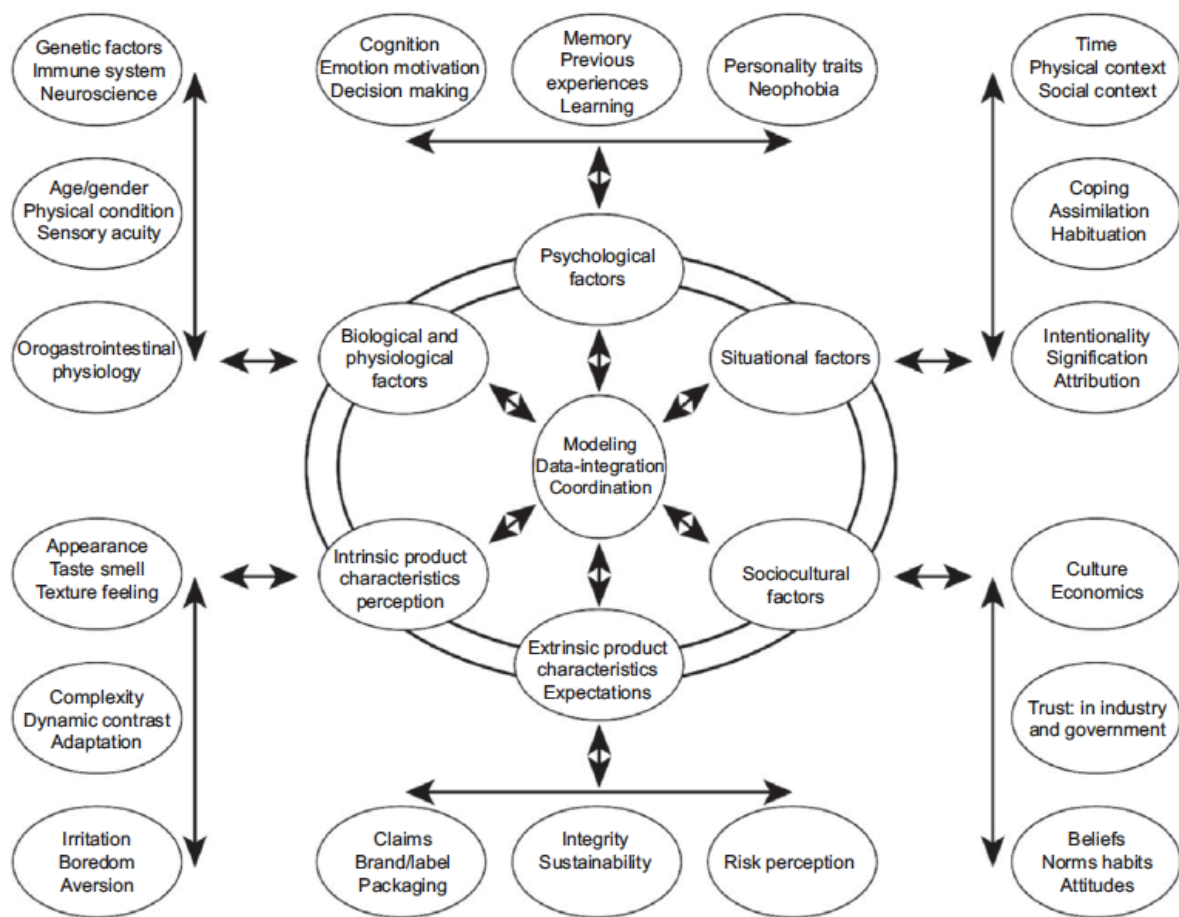 Genetic factors
Immune system
Neuroscience
Cognition
Emotion motivation
Decision making
Memory
Previous
experiences
Learning
Personality traits
Neophobia
Time
Physical context
Social context
Age/gender
Physical condition
Sensory acuity
Coping
Assimilation
Habituation
Psychological
factors
Orogastrointestinal
physiology
Biological and
physiological
factors
Situational factors
Intentionality
Signification
Attribution
Modeling
Data-integration
Coordination
Appearance
Taste smell
Texture feeling
Intrinsic product
characteristics
perception
Sociocultural
factors
Culture
Economics
Extrinsic product
characteristics
Expectations
Complexity
Dynamic contrast
Adaptation
Trust: in industry
and government
Irritation
Boredom
Aversion
Claims
Brand/label
Packaging
Integrity
Sustainability
Risk perception
Beliefs
Norms habits
Attitudes